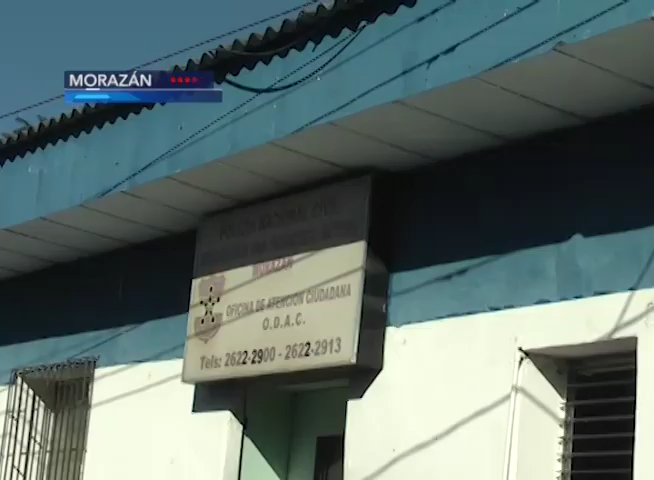 MORAZÁN
POLICIA NACIONAL CIVIL
MORAZAN
OFICINA DE ATENCION CIUDADANA
O.D.A.C.
Tels: 2622-2900 - 2622-2913